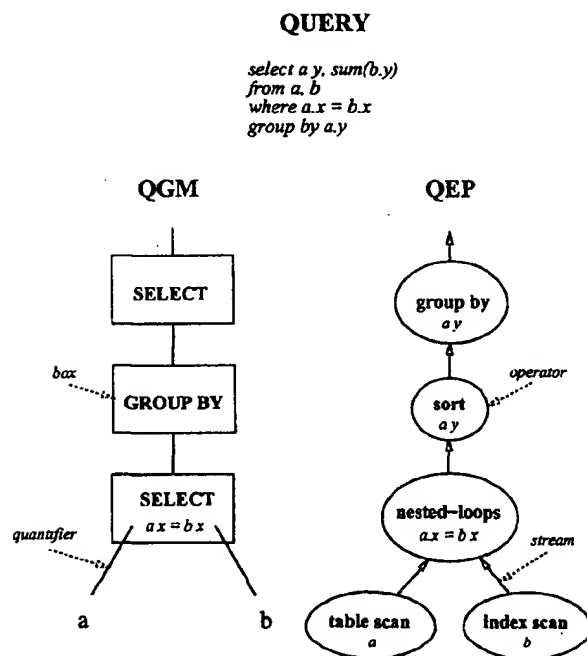 QUERY
select a y, sum(b.y)
from a, b
where a.x = b.x
group by a.y
QGM
SELECT
box
GROUP BY
SELECT
a x = b x
quantifier
a
b
QEP
group by
a y
operator
sort
a y
nested-loops
a.x = b x
stream
table scan
a
index scan
b